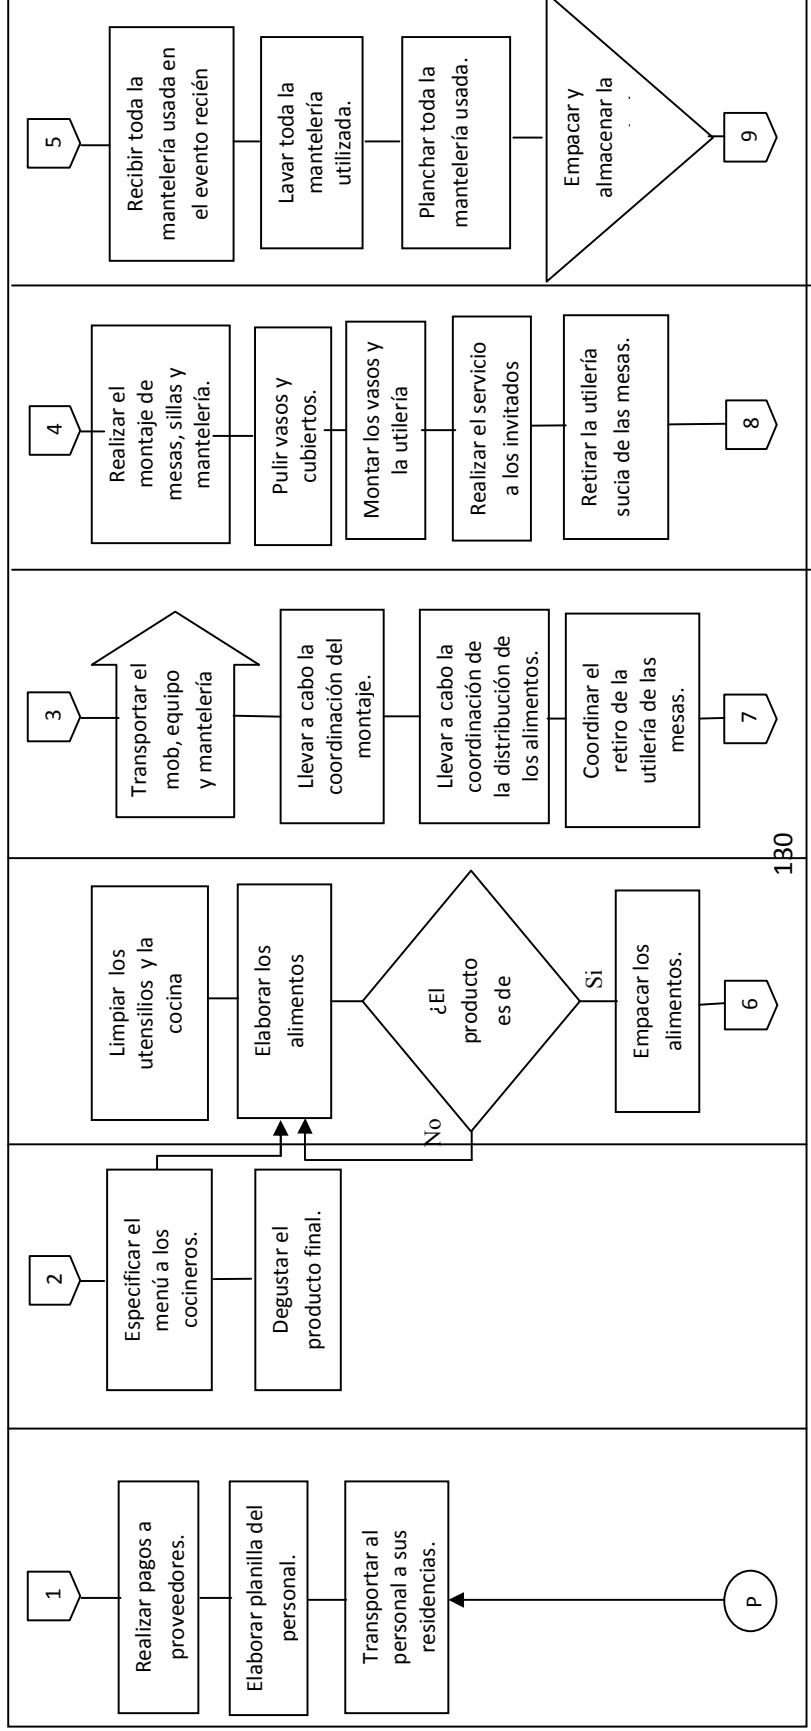 1
Realizar pagos a
proveedores.
Elaborar planilla del
personal.
Transportar al
personal a sus
residencias.
P
2
Especificar el
menú a los
cocineros.
Degustar el
producto final.
Limpiar los
utensilios y la
cocina
Elaborar los
alimentos
¿El
producto
es de
No
Si
Empacar los
alimentos.
6
3
Transportar el
mob, equipo
y mantelería
Llevar a cabo la
coordinación del
montaje.
Llevar a cabo la
coordinación de
la distribución de
los alimentos.
Coordinar el
retiro de la
utilería de las
mesas.
7
4
Realizar el
montaje de
mesas, sillas y
mantelería.
Pulir vasos y
cubiertos.
Montar los vasos y
la utilería
Realizar el servicio
a los invitados
Retirar la utilería
sucia de las mesas.
8
5
Recibir toda la
mantelería usada en
el evento recién
Lavar toda la
mantelería
utilizada.
Planchar toda la
mantelería usada.
Empacar y
almacenar la
9
130